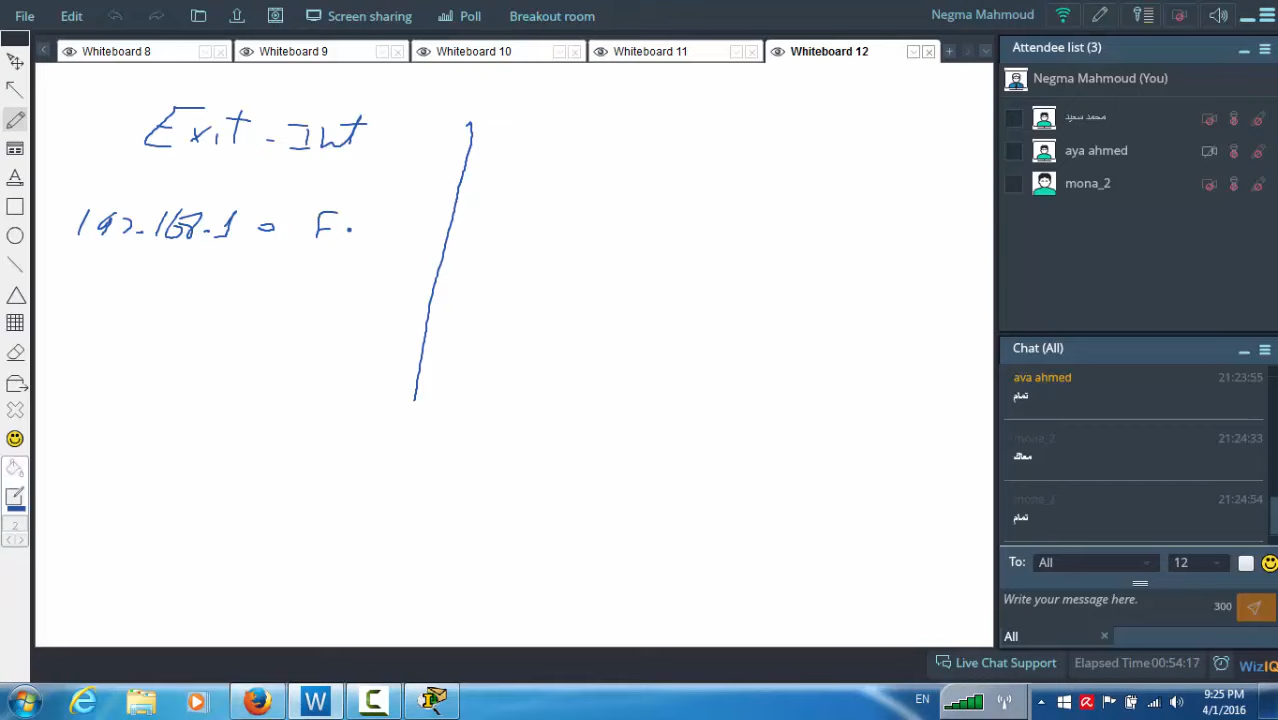 File Edit Screen sharing Poll Breakout room Negma Mahmoud
Whiteboard 8 Whiteboard 9 Whiteboard 10 Whiteboard 11 Whiteboard 12
Attendee list (3)
Negma Mahmoud (You)
محمد سعيد
aya ahmed
mona_2
Exit - Int
192.168.1 0 F.
Chat (All)
aya ahmed 21:23:55
تمام
mona_2 21:24:33
معاك
mona_2 21:24:54
تمام
To: All 12
Write your message here. 300
All
Live Chat Support Elapsed Time 00:54:17 WizIQ
2
EN 9:25 PM
4/1/2016